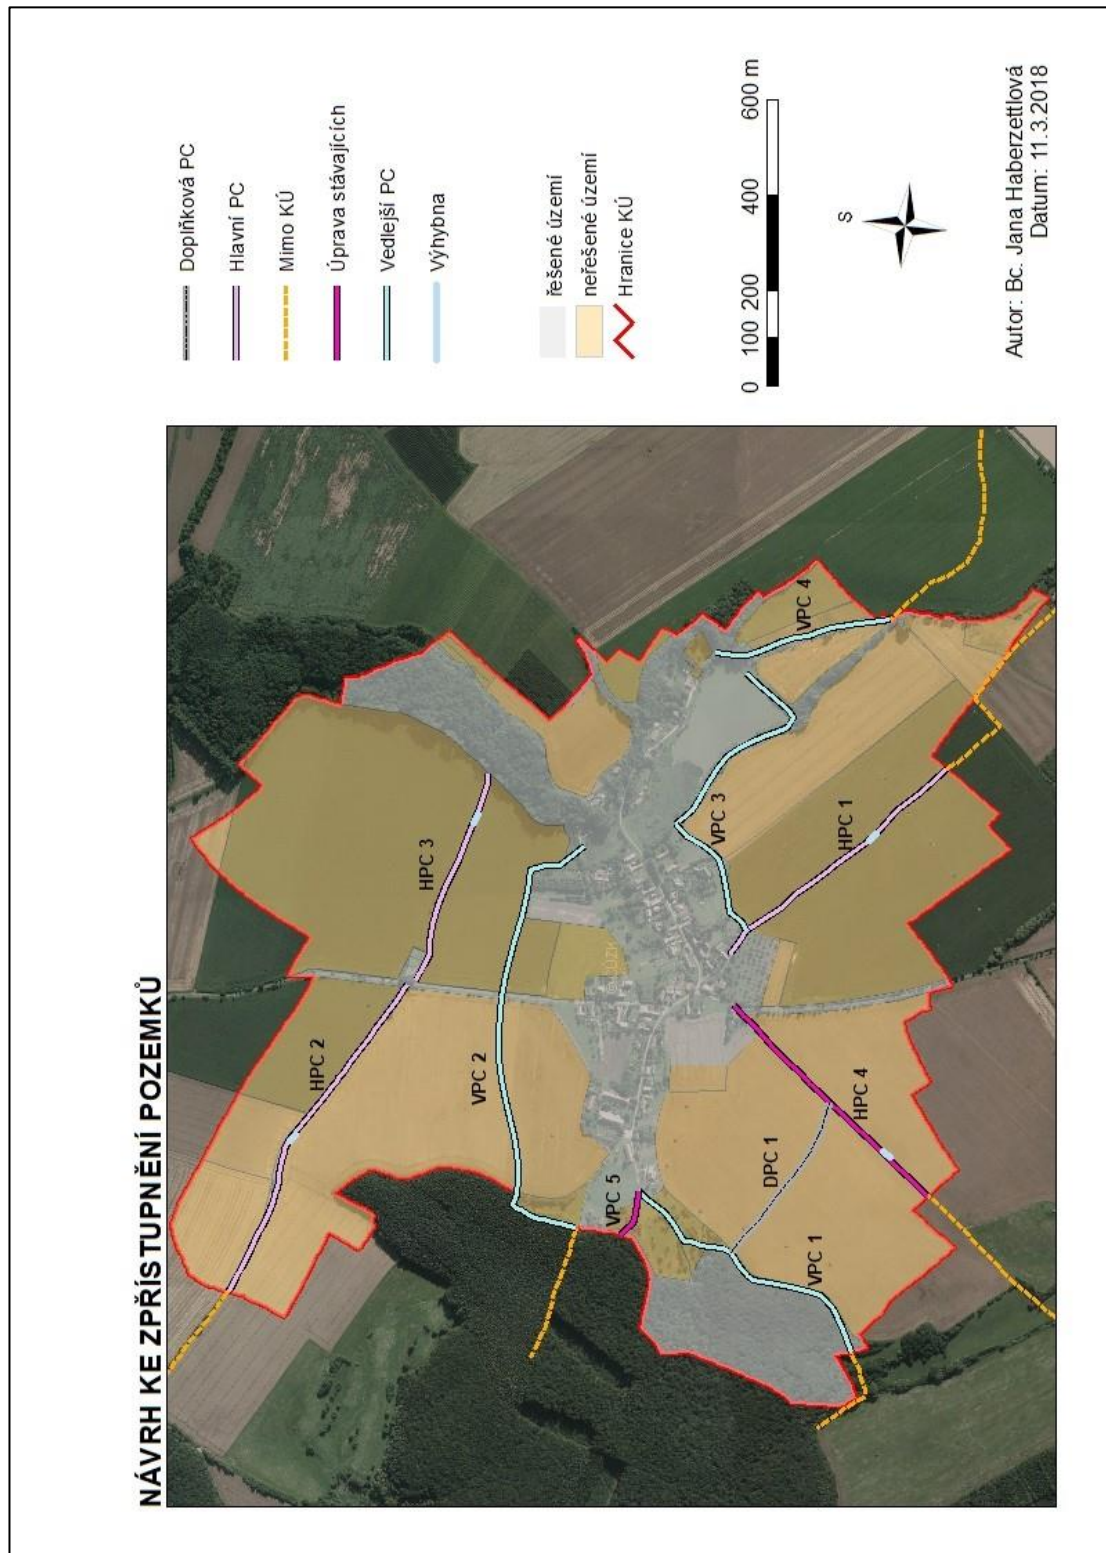 NÁVRH KE ZPŘÍSTUPNĚNÍ POZEMKŮ
HPC 2
HPC 3
VPC 2
VPC 5
VPC 4
VPC 3
HPC 1
DPC 1
VPC 1
HPC 4
Doplňková PC
Hlavní PC
Mimo KÚ
Úprava stávajících
Vedlejší PC
Výhybna
řešené území
neřešené území
Hranice KÚ
0 100 200 400 600 m
S
Autor: Bc. Jana Haberzettlová
Datum: 11.3.2018